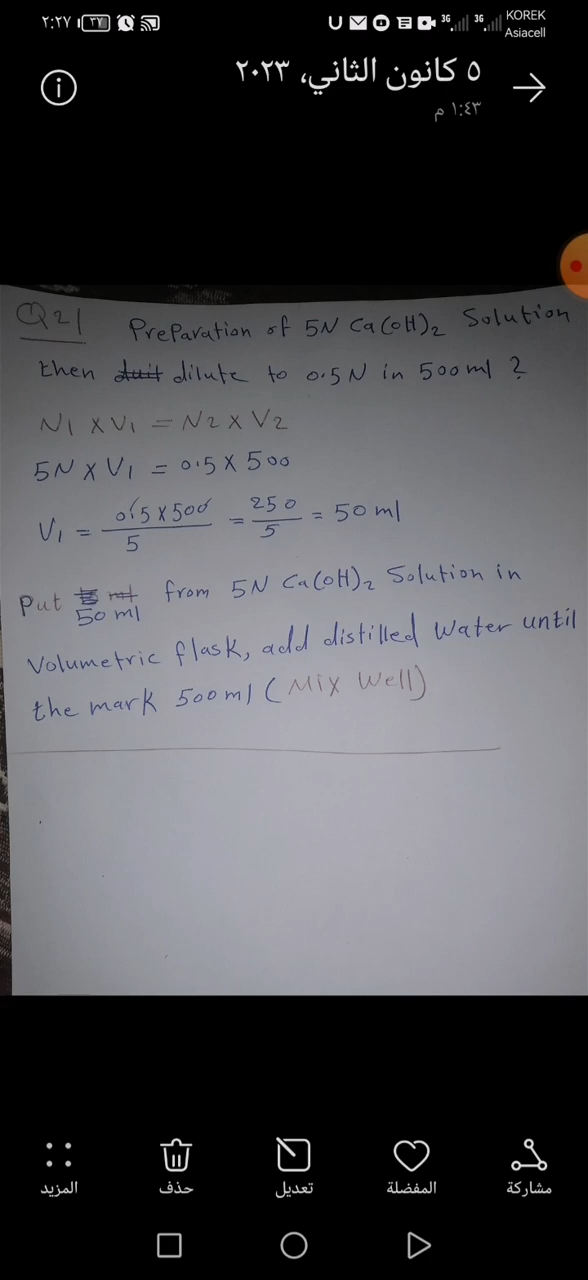 ٢:٢٧ ٣٧ U 3G 3G KOREK
Asiacell
٥ كانون الثاني، ٢٠٢٣
١:٤٣ م
Q2/ Preparation of 5N Ca(OH)2 Solution
then dilute to 0.5 N in 500 ml ?
N1 X V1 = N2 X V2
5N X V1 = 0.5 X 500
V1 = 0.5 X 500 / 5 = 250 / 5 = 50 ml
Put 50 ml from 5N Ca(OH)2 Solution in
Volumetric flask, add distilled Water until
the mark 500 ml ( Mix Well)
المزيد حذف تعديل المفضلة مشاركة